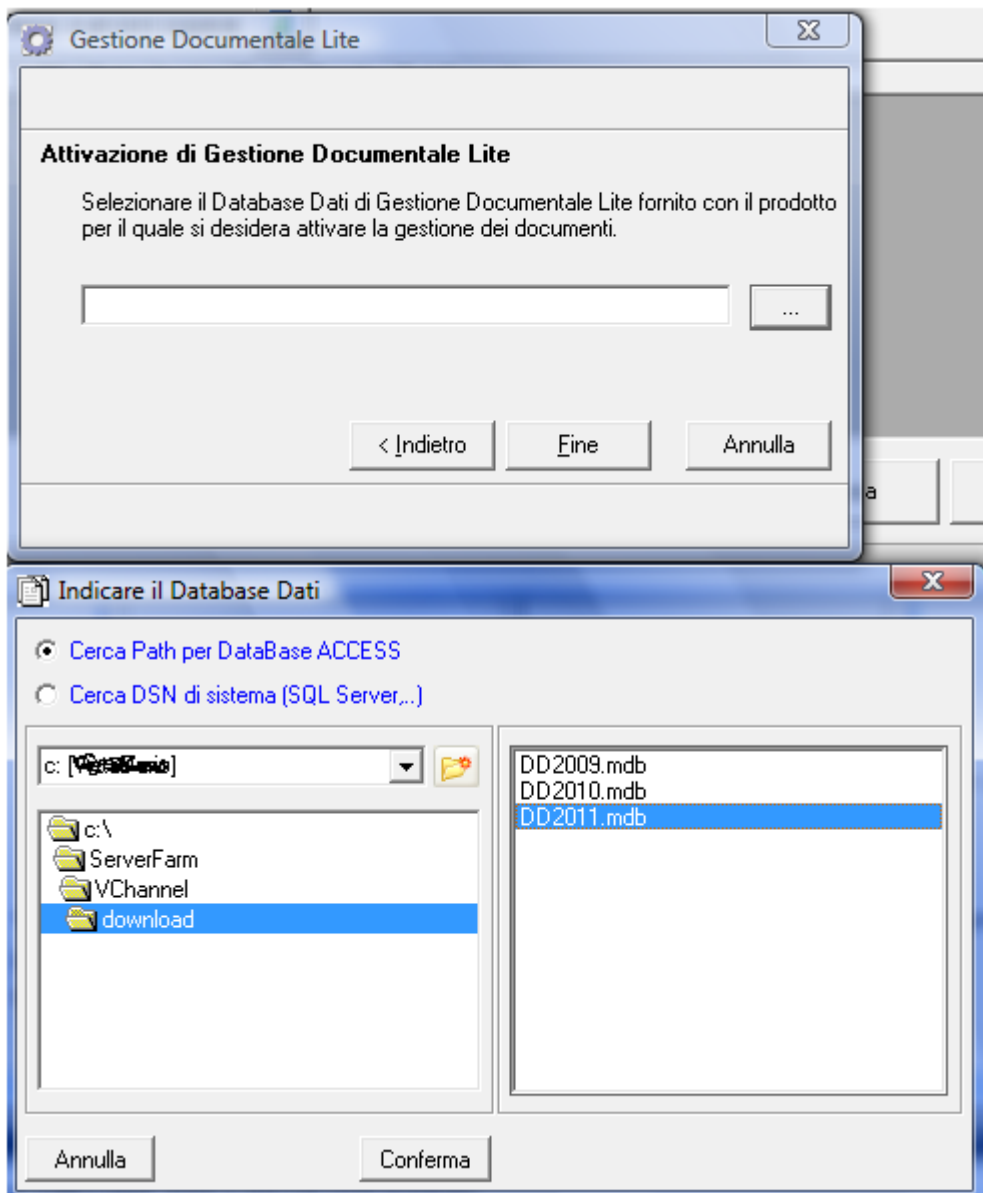 Gestione Documentale Lite
Attivazione di Gestione Documentale Lite
Selezionare il Database Dati di Gestione Documentale Lite fornito con il prodotto
per il quale si desidera attivare la gestione dei documenti.
...
< Indietro
Fine
Annulla
a
Indicare il Database Dati
Cerca Path per DataBase ACCESS
Cerca DSN di sistema (SQL Server,..)
c: [
]
c:\
ServerFarm
VChannel
download
DD2009.mdb
DD2010.mdb
DD2011.mdb
Annulla
Conferma